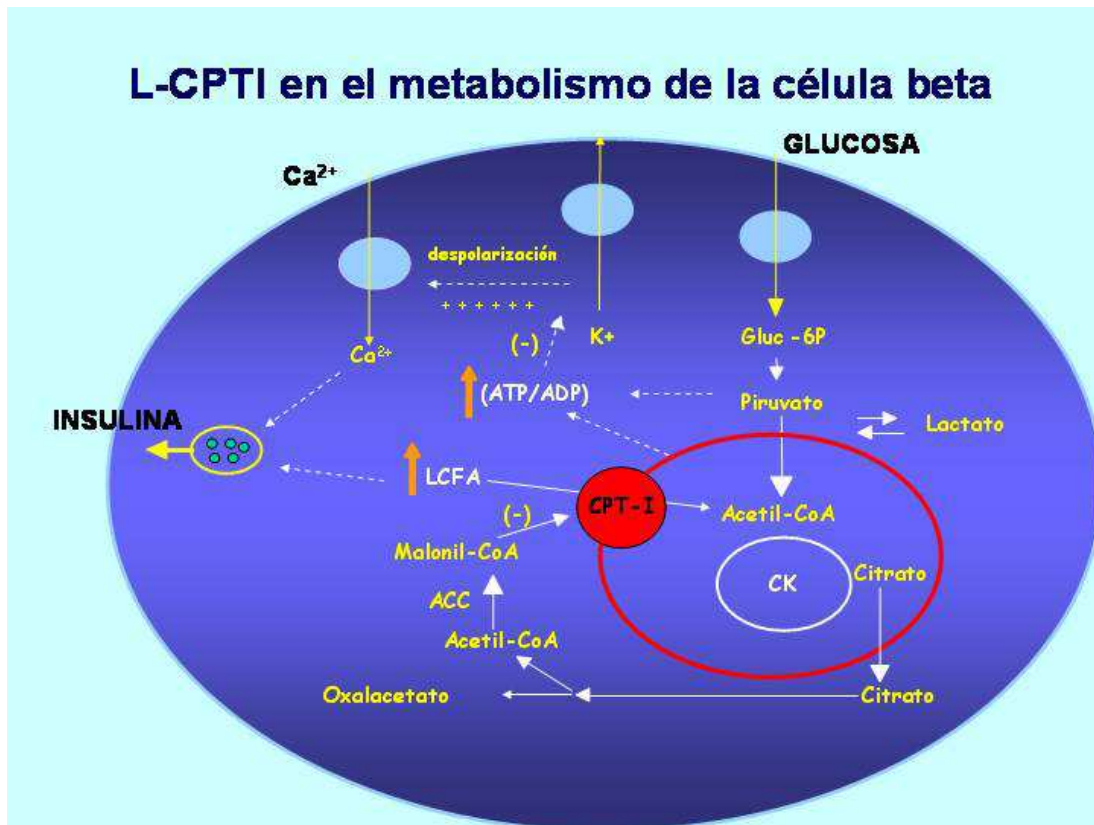 L-CPTI en el metabolismo de la célula beta
GLUCOSA
Ca²⁺
despolarización
+ + + + + +
(-)
K+
Gluc -6P
Ca²⁺
(ATP/ADP)
Piruvato
INSULINA
Lactato
LCFA
CPT-I
Acetil-CoA
(-)
Malonil-CoA
CK
Citrato
ACC
Acetil-CoA
Oxalacetato
Citrato